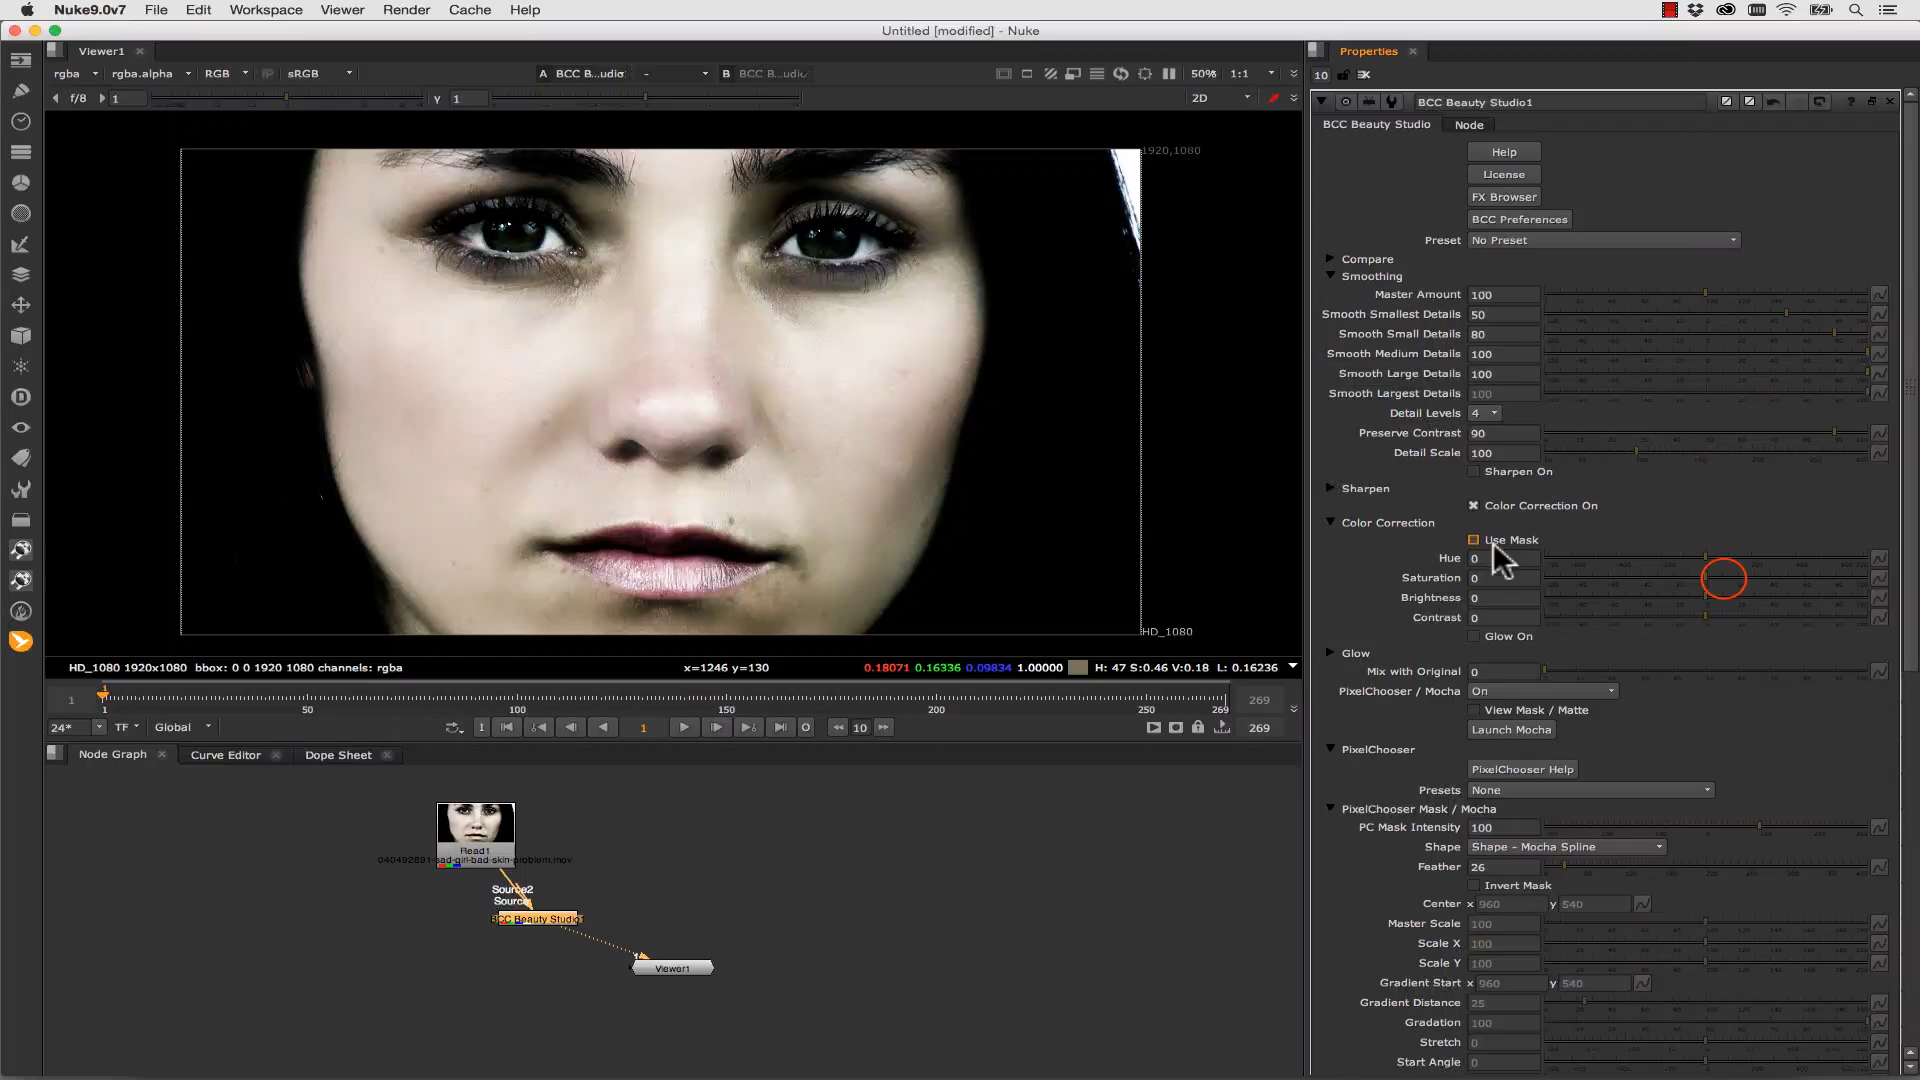 Nuke9.0v7 File Edit Workspace Viewer Render Cache Help
Untitled [modified] - Nuke
Viewer1
rgba rgba.alpha RGB IP sRGB A BCC B...udio - B BCC B...udio 50% 1:1
f/8 1 Y 1 2D
1920,1080
HD_1080
HD_1080 1920x1080 bbox: 0 0 1920 1080 channels: rgba x=1246 y=130 0.18071 0.16336 0.09834 1.00000 H: 47 S:0.46 V:0.18 L: 0.16236
1 1 50 100 150 200 250 269 269
24* TF Global I 1 O 10 269
Node Graph Curve Editor Dope Sheet
Read1
040492891-sad-girl-bad-skin-problem.mov
Source2
Source
BCC Beauty Studio1
1
Viewer1
Properties
10
BCC Beauty Studio1
BCC Beauty Studio Node
Help
License
FX Browser
BCC Preferences
Preset No Preset
Compare
Smoothing
Master Amount 100
Smooth Smallest Details 50
Smooth Small Details 80
Smooth Medium Details 100
Smooth Large Details 100
Smooth Largest Details 100
Detail Levels 4
Preserve Contrast 90
Detail Scale 100
Sharpen On
Sharpen
Color Correction On
Color Correction
Use Mask
Hue 0
Saturation 0
Brightness 0
Contrast 0
Glow On
Glow
Mix with Original 0
PixelChooser / Mocha On
View Mask / Matte
Launch Mocha
PixelChooser
PixelChooser Help
Presets None
PixelChooser Mask / Mocha
PC Mask Intensity 100
Shape Shape - Mocha Spline
Feather 26
Invert Mask
Center x 960 y 540
Master Scale 100
Scale X 100
Scale Y 100
Gradient Start x 960 y 540
Gradient Distance 25
Gradation 100
Stretch 0
Start Angle 0